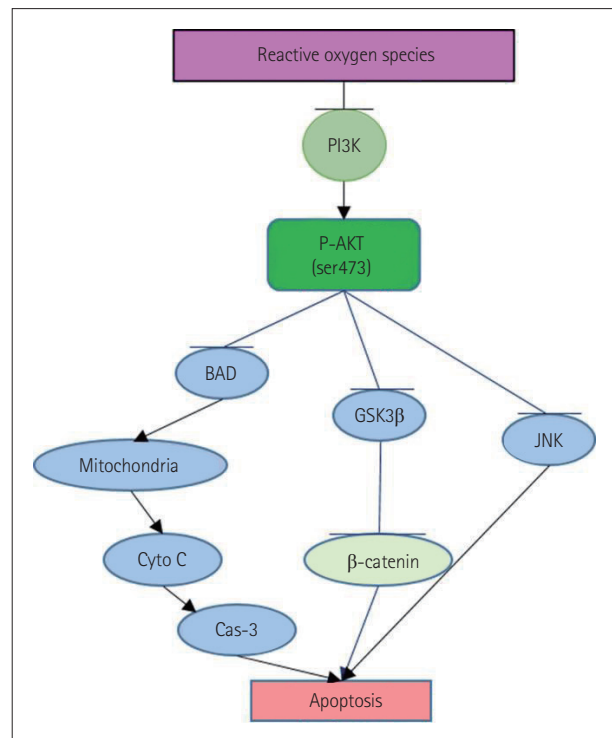 Reactive oxygen species
PI3K
P-AKT
(ser473)
BAD
GSK3β
JNK
Mitochondria
Cyto C
β-catenin
Cas-3
Apoptosis